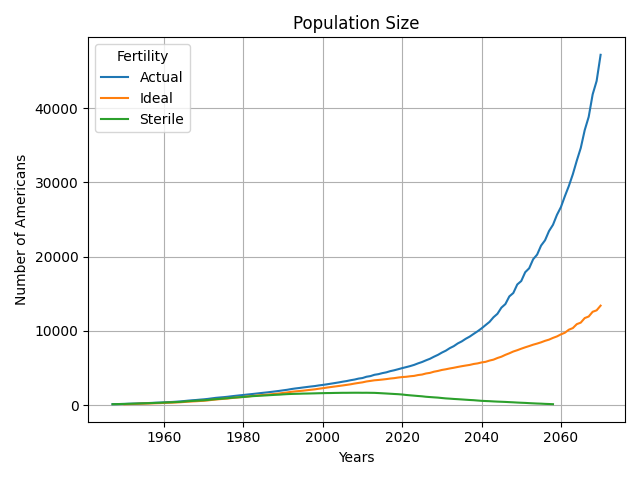 Population Size
Fertility
Actual
Ideal
Sterile
Number of Americans
40000
30000
20000
10000
0
1960
1980
2000
2020
2040
2060
Years